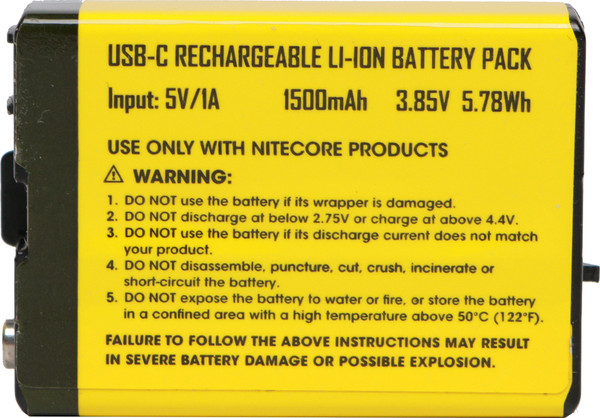 USB-C RECHARGEABLE LI-ION BATTERY PACK
Input: 5V/1A 1500mAh 3.85V 5.78Wh
USE ONLY WITH NITECORE PRODUCTS
⚠ WARNING:
1. DO NOT use the battery if its wrapper is damaged.
2. DO NOT discharge at below 2.75V or charge at above 4.4V.
3. DO NOT use the battery if its discharge current does not match
your product.
4. DO NOT disassemble, puncture, cut, crush, incinerate or
short-circuit the battery.
5. DO NOT expose the battery to water or fire, or store the battery
in a confined area with a high temperature above 50°C (122°F).
FAILURE TO FOLLOW THE ABOVE INSTRUCTIONS MAY RESULT
IN SEVERE BATTERY DAMAGE OR POSSIBLE EXPLOSION.